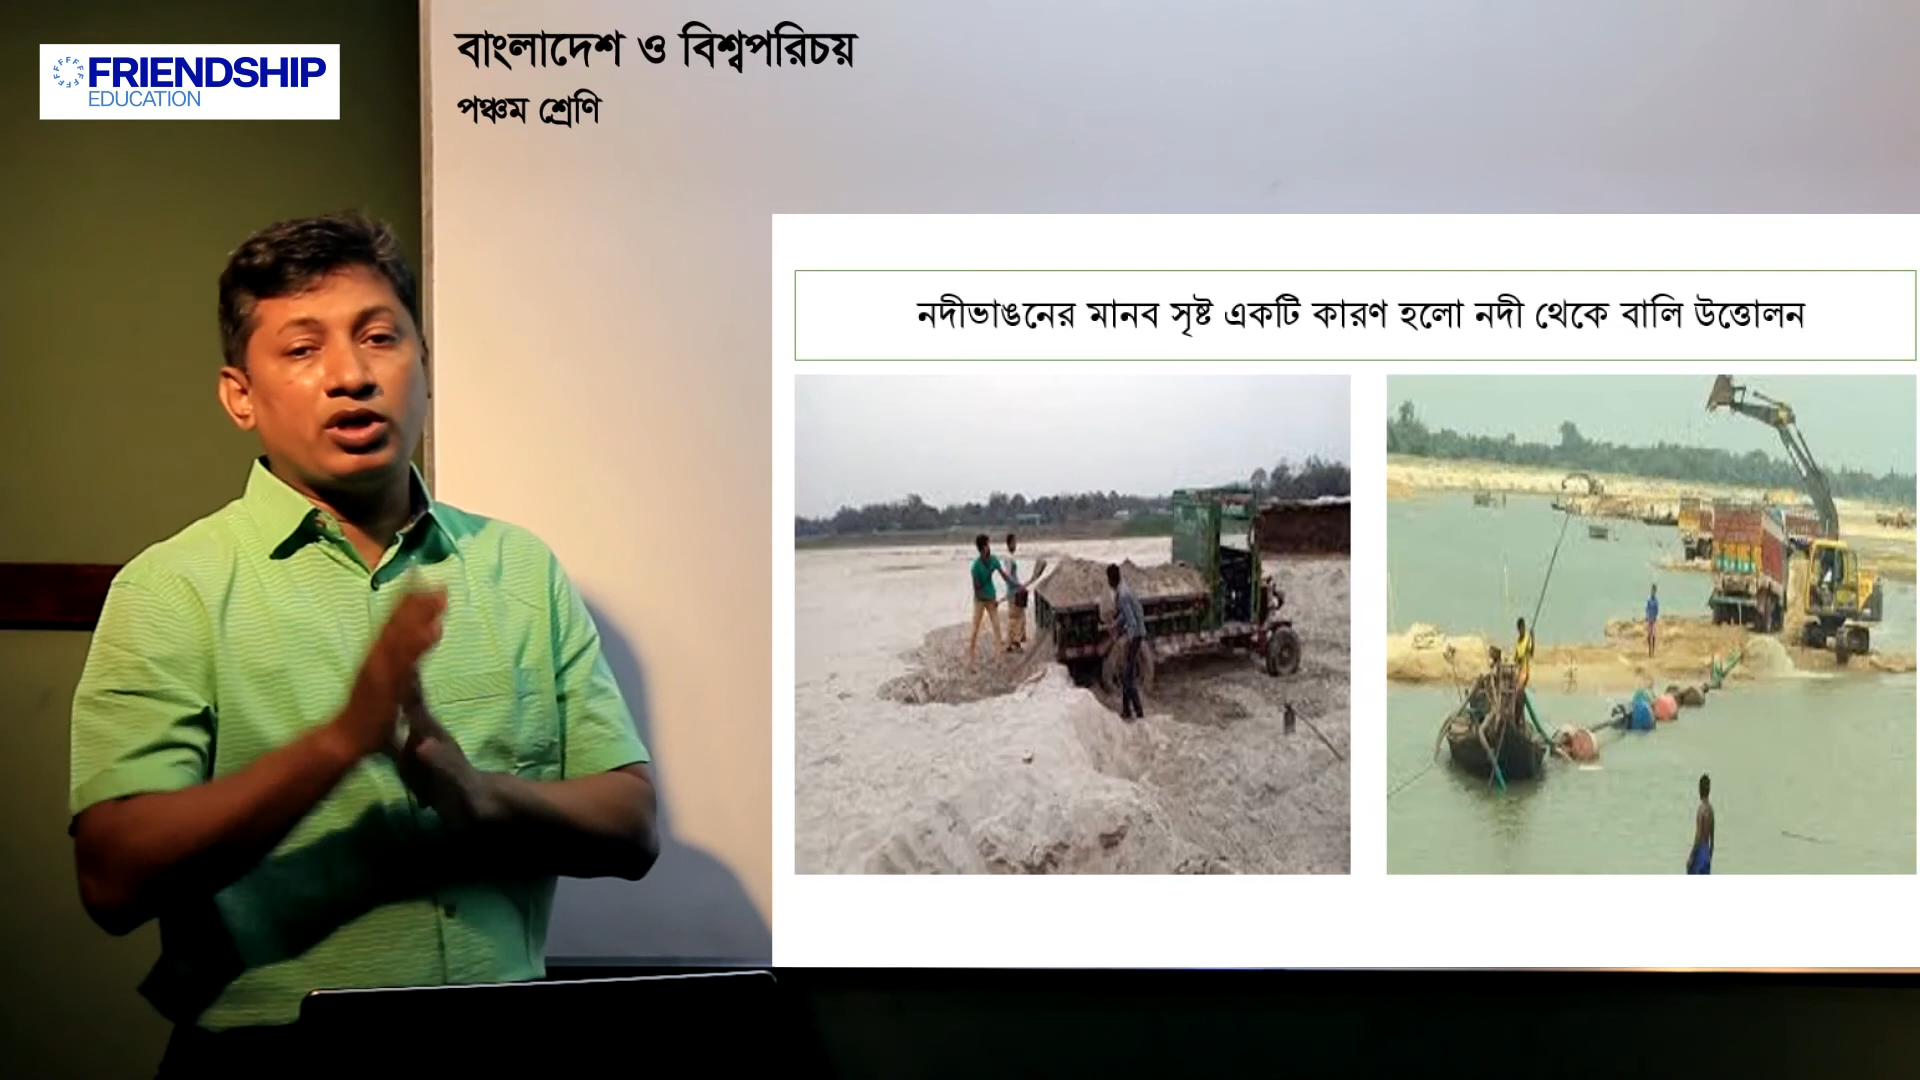 FRIENDSHIP
EDUCATION
বাংলাদেশ ও বিশ্বপরিচয়
পঞ্চম শ্রেণি
নদীভাঙনের মানব সৃষ্ট একটি কারণ হলো নদী থেকে বালি উত্তোলন